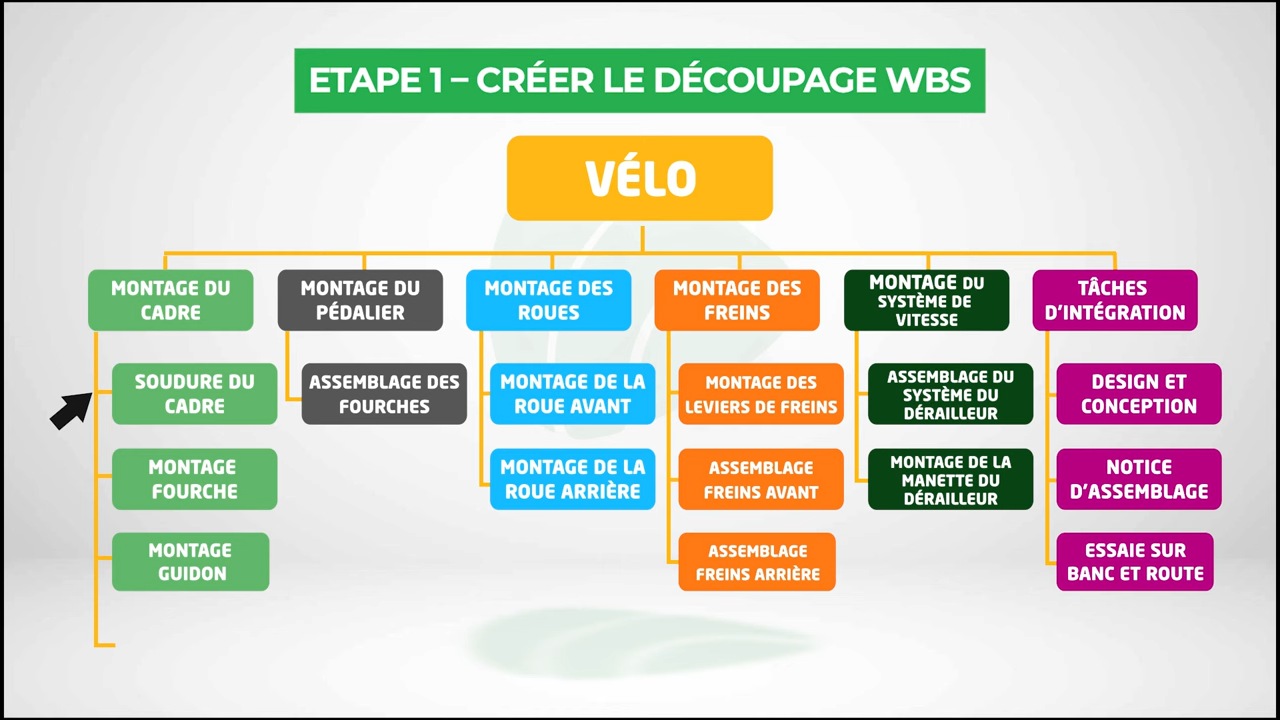 ETAPE 1 – CRÉER LE DÉCOUPAGE WBS
VÉLO
MONTAGE DU
CADRE
SOUDURE DU
CADRE
MONTAGE
FOURCHE
MONTAGE
GUIDON
MONTAGE DU
PÉDALIER
ASSEMBLAGE DES
FOURCHES
MONTAGE DES
ROUES
MONTAGE DE LA
ROUE AVANT
MONTAGE DE LA
ROUE ARRIÈRE
MONTAGE DES
FREINS
MONTAGE DES
LEVIERS DE FREINS
ASSEMBLAGE
FREINS AVANT
ASSEMBLAGE
FREINS ARRIÈRE
MONTAGE DU
SYSTÈME DE
VITESSE
ASSEMBLAGE DU
SYSTÈME DU
DÉRAILLEUR
MONTAGE DE LA
MANETTE DU
DÉRAILLEUR
TÂCHES
D'INTÉGRATION
DESIGN ET
CONCEPTION
NOTICE
D'ASSEMBLAGE
ESSAIE SUR
BANC ET ROUTE